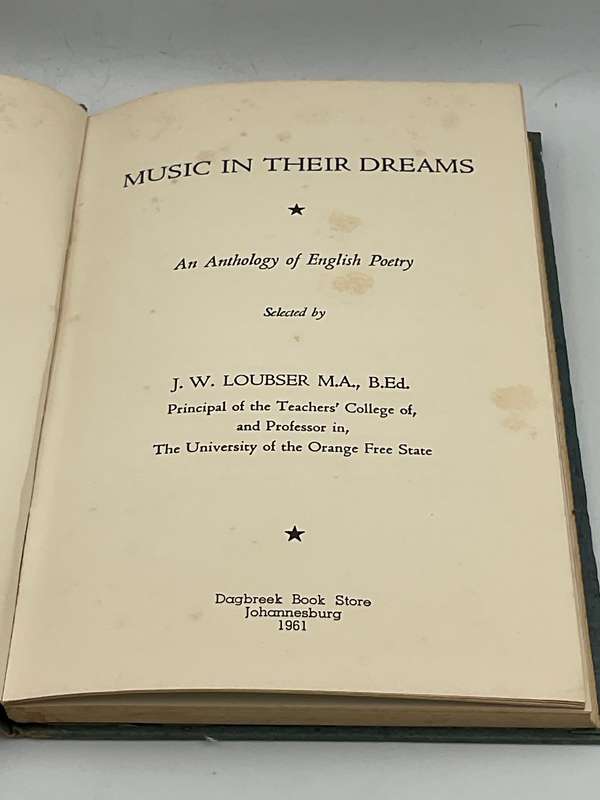 MUSIC IN THEIR DREAMS
★
An Anthology of English Poetry
Selected by
J. W. LOUBSER M.A., B.Ed.
Principal of the Teachers' College of,
and Professor in,
The University of the Orange Free State
★
Dagbreek Book Store
Johannesburg
1961